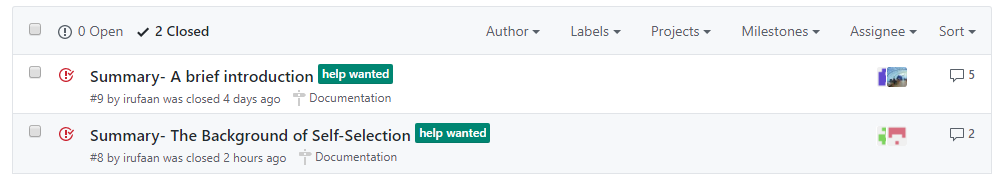 0 Open 2 Closed Author Labels Projects Milestones Assignee Sort
Summary- A brief introduction help wanted 5
#9 by irufaan was closed 4 days ago Documentation
Summary- The Background of Self-Selection help wanted 2
#8 by irufaan was closed 2 hours ago Documentation